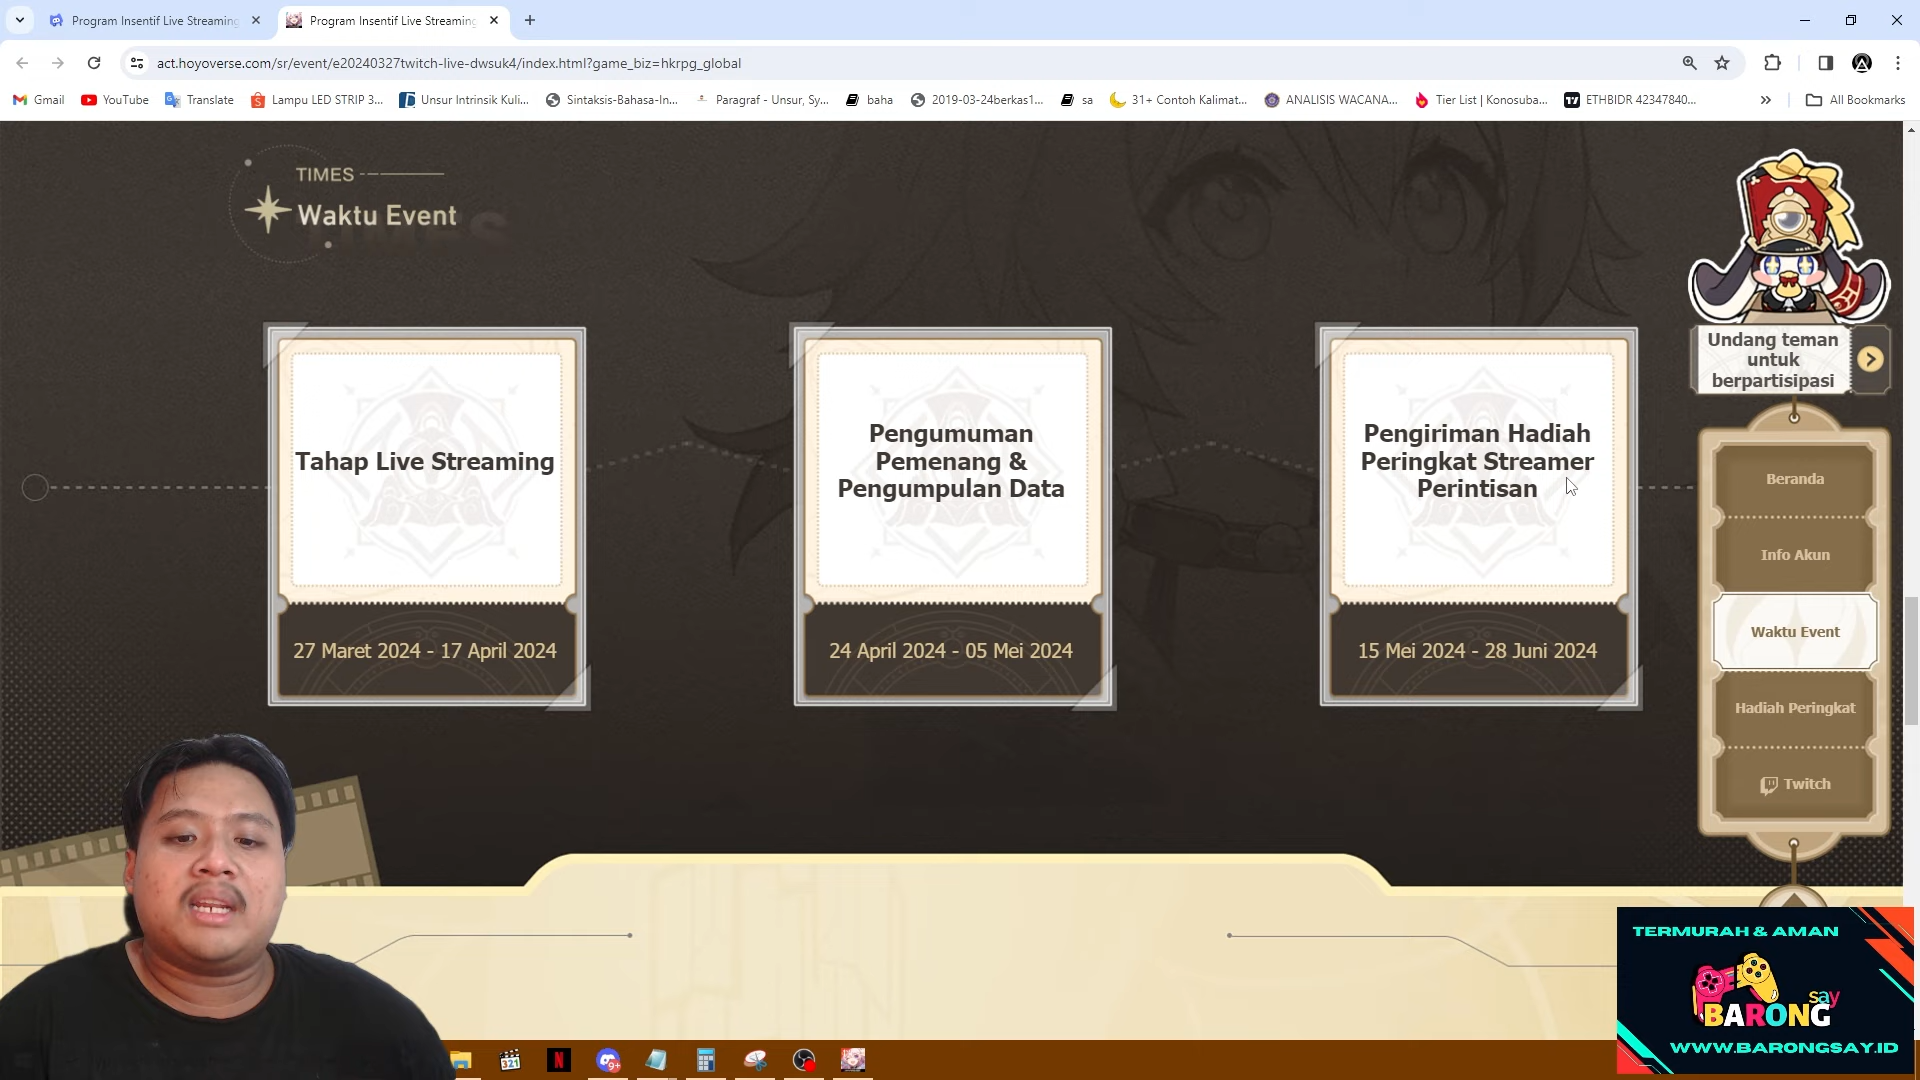 Program Insentif Live Streaming
Program Insentif Live Streaming
act.hoyoverse.com/sr/event/e20240327twitch-live-dwsuk4/index.html?game_biz=hkrpg_global
Gmail
YouTube
Translate
Lampu LED STRIP 3...
Unsur Intrinsik Kuli...
Sintaksis-Bahasa-In...
Paragraf - Unsur, Sy...
baha
2019-03-24berkas1...
sa
31+ Contoh Kalimat...
ANALISIS WACANA...
Tier List | Konosuba...
ETHBIDR 42347840...
All Bookmarks
TIMES
Waktu Event
Tahap Live Streaming
27 Maret 2024 - 17 April 2024
Pengumuman
Pemenang &
Pengumpulan Data
24 April 2024 - 05 Mei 2024
Pengiriman Hadiah
Peringkat Streamer
Perintisan
15 Mei 2024 - 28 Juni 2024
Undang teman
untuk
berpartisipasi
Beranda
Info Akun
Waktu Event
Hadiah Peringkat
Twitch
TERMURAH & AMAN
say
BARONG
WWW.BARONGSAY.ID
321
N
9+